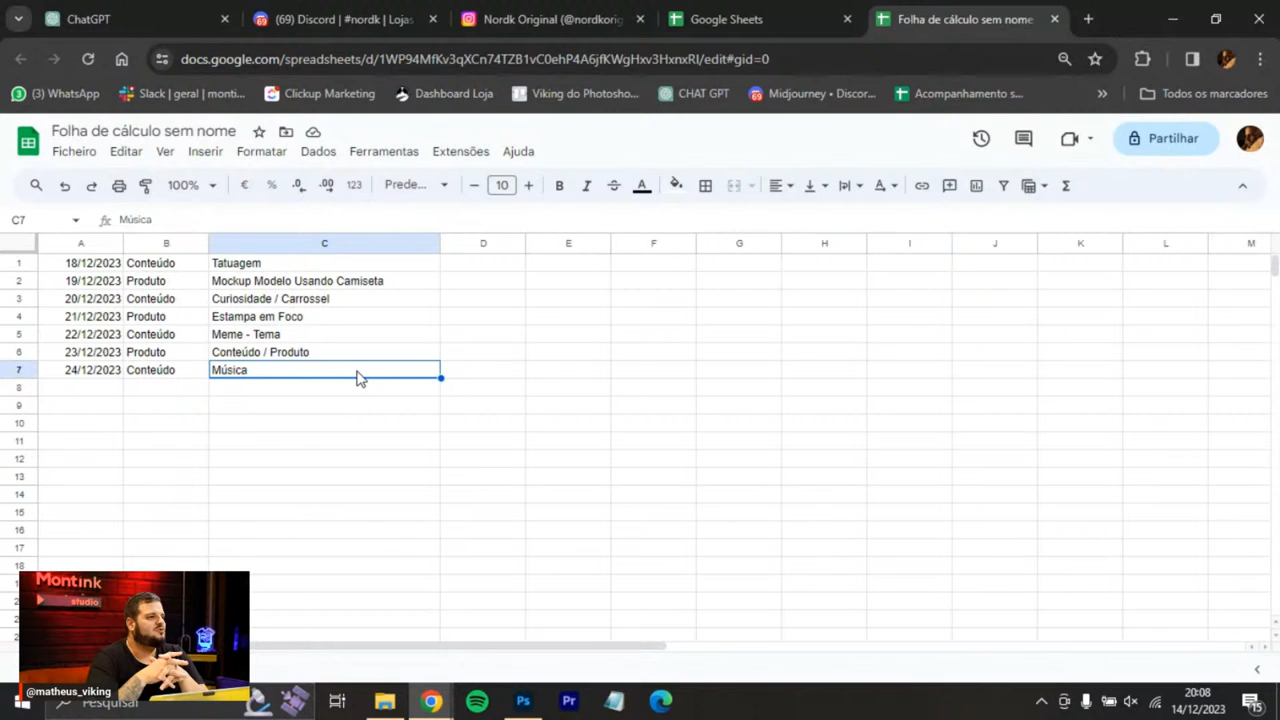 ChatGPT
(69) Discord | #nordk | Lojas
Nordk Original (@nordkorig
Google Sheets
Folha de cálculo sem nome
docs.google.com/spreadsheets/d/1WP94MfKv3qXCn74TZB1vC0ehP4A6jfKWgHxv3HxnxRI/edit#gid=0
(3) WhatsApp
Slack | geral | monti...
Clickup Marketing
Dashboard Loja
Viking do Photosho...
CHAT GPT
Midjourney • Discor...
Acompanhamento s...
Todos os marcadores
Folha de cálculo sem nome
Partilhar
Ficheiro Editar Ver Inserir Formatar Dados Ferramentas Extensões Ajuda
100% € % .0 .00 123 Prede... 10
C7 fx Música
A B C D E F G H I J K L M
1 18/12/2023 Conteúdo Tatuagem
2 19/12/2023 Produto Mockup Modelo Usando Camiseta
3 20/12/2023 Conteúdo Curiosidade / Carrossel
4 21/12/2023 Produto Estampa em Foco
5 22/12/2023 Conteúdo Meme - Tema
6 23/12/2023 Produto Conteúdo / Produto
7 24/12/2023 Conteúdo Música
8
9
10
11
12
13
14
15
16
17
18
Montink
studio
@matheus_viking
Pesquisar
Ps
Pr
20:08
14/12/2023
15